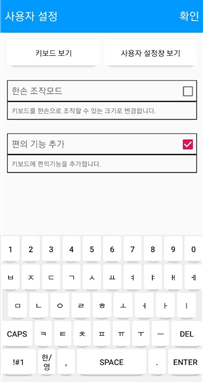 사용자 설정 확인
키보드 보기 사용자 설정창 보기
한손 조작모드
키보드를 한손으로 조작할 수 있는 크기로 변경합니다.
편의 기능 추가
키보드에 편의기능을 추가합니다.
1 2 3 4 5 6 7 8 9 0
ㅂ ㅈ ㄷ ㄱ ㅅ ㅛ ㅕ ㅑ ㅐ ㅔ
ㅁ ㄴ ㅇ ㄹ ㅎ ㅗ ㅓ ㅏ ㅣ
CAPS ㅋ ㅌ ㅊ ㅍ ㅠ ㅜ ㅡ DEL
!#1 한/영 , SPACE . ENTER